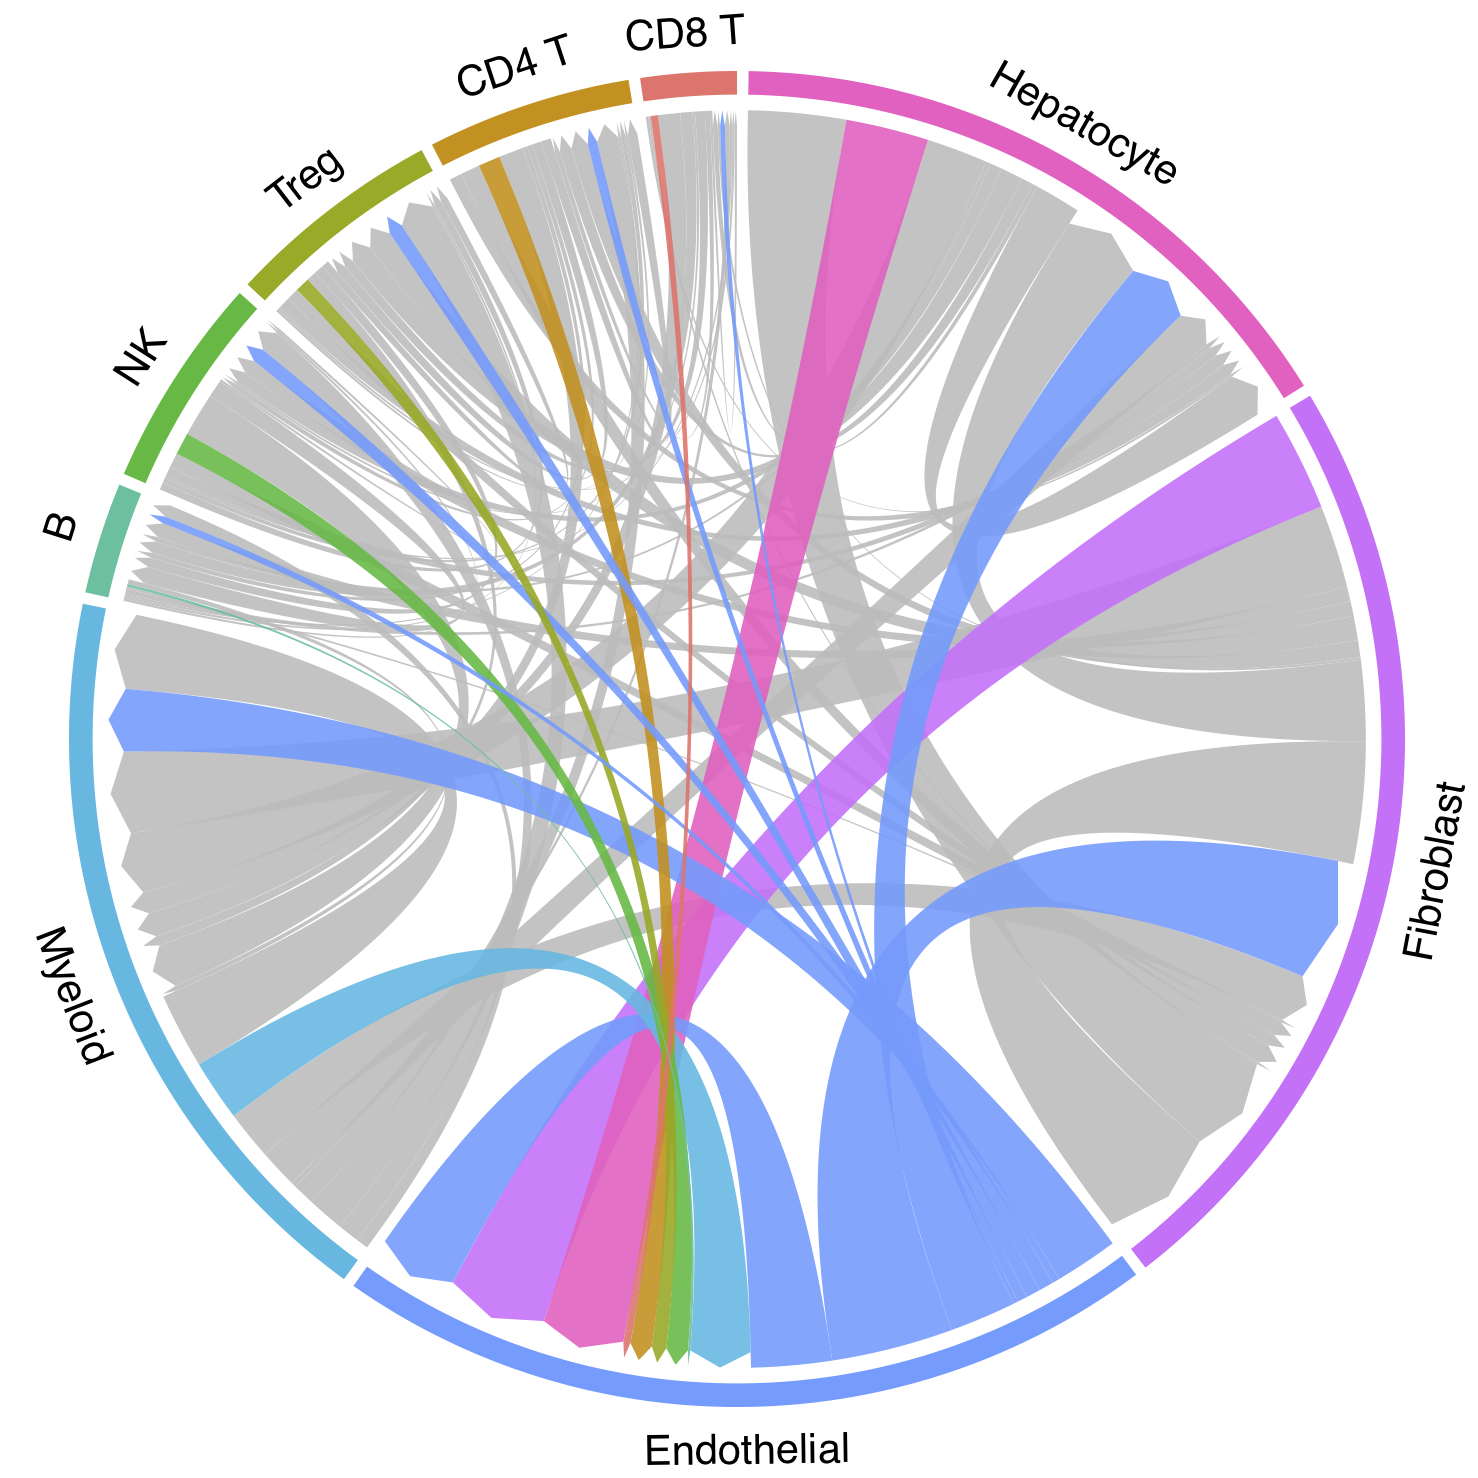 CD8 T
CD4 T
Hepatocyte
Treg
NK
B
Fibroblast
Myeloid
Endothelial